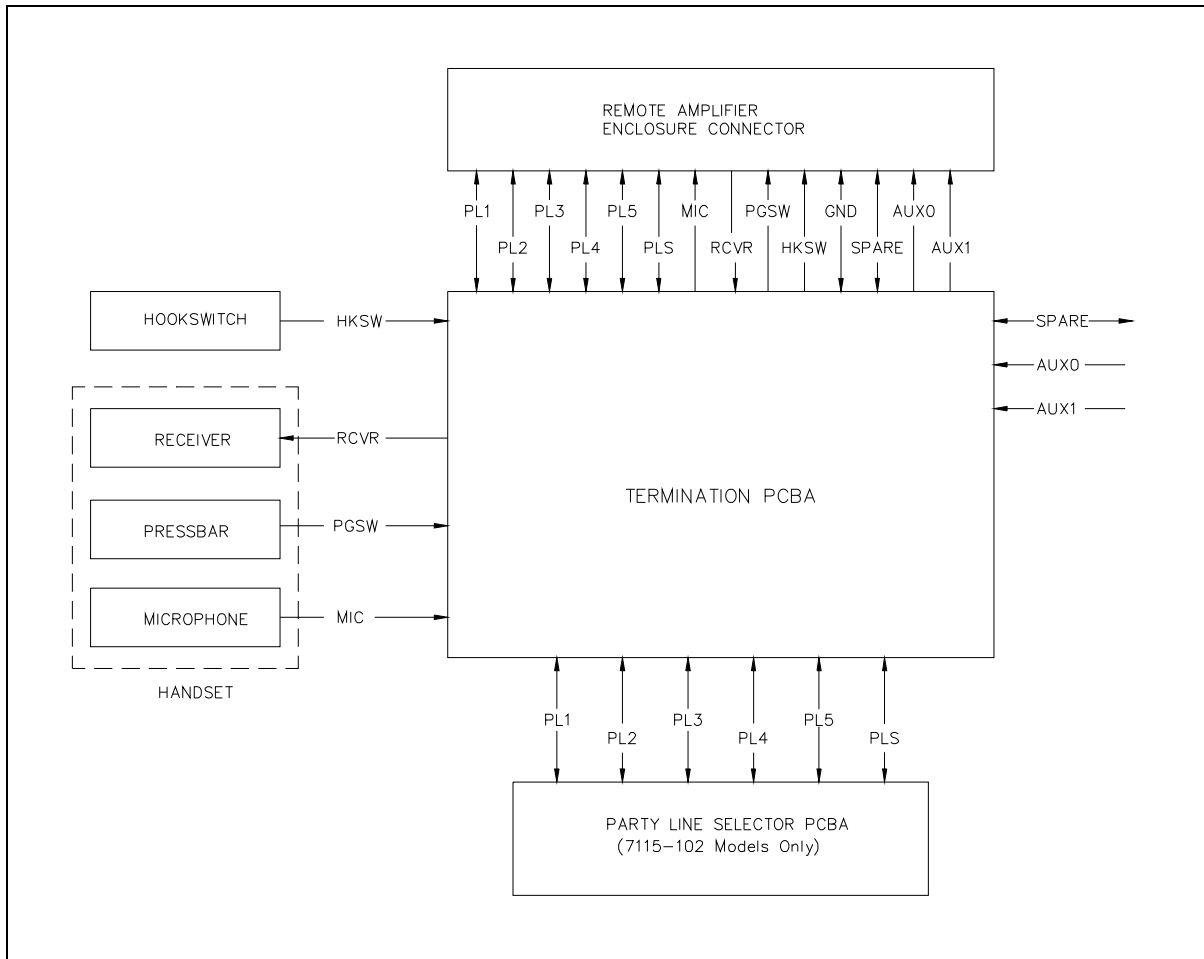 REMOTE AMPLIFIER
ENCLOSURE CONNECTOR
PL1 PL3 PL5 MIC PGSW GND AUX0
PL2 PL4 PLS RCVR HKSW SPARE AUX1
HOOKSWITCH HKSW SPARE
AUX0
AUX1
RECEIVER RCVR
TERMINATION PCBA
PRESSBAR PGSW
MICROPHONE MIC
HANDSET
PL1 PL3 PL5
PL2 PL4 PLS
PARTY LINE SELECTOR PCBA
(7115-102 Models Only)